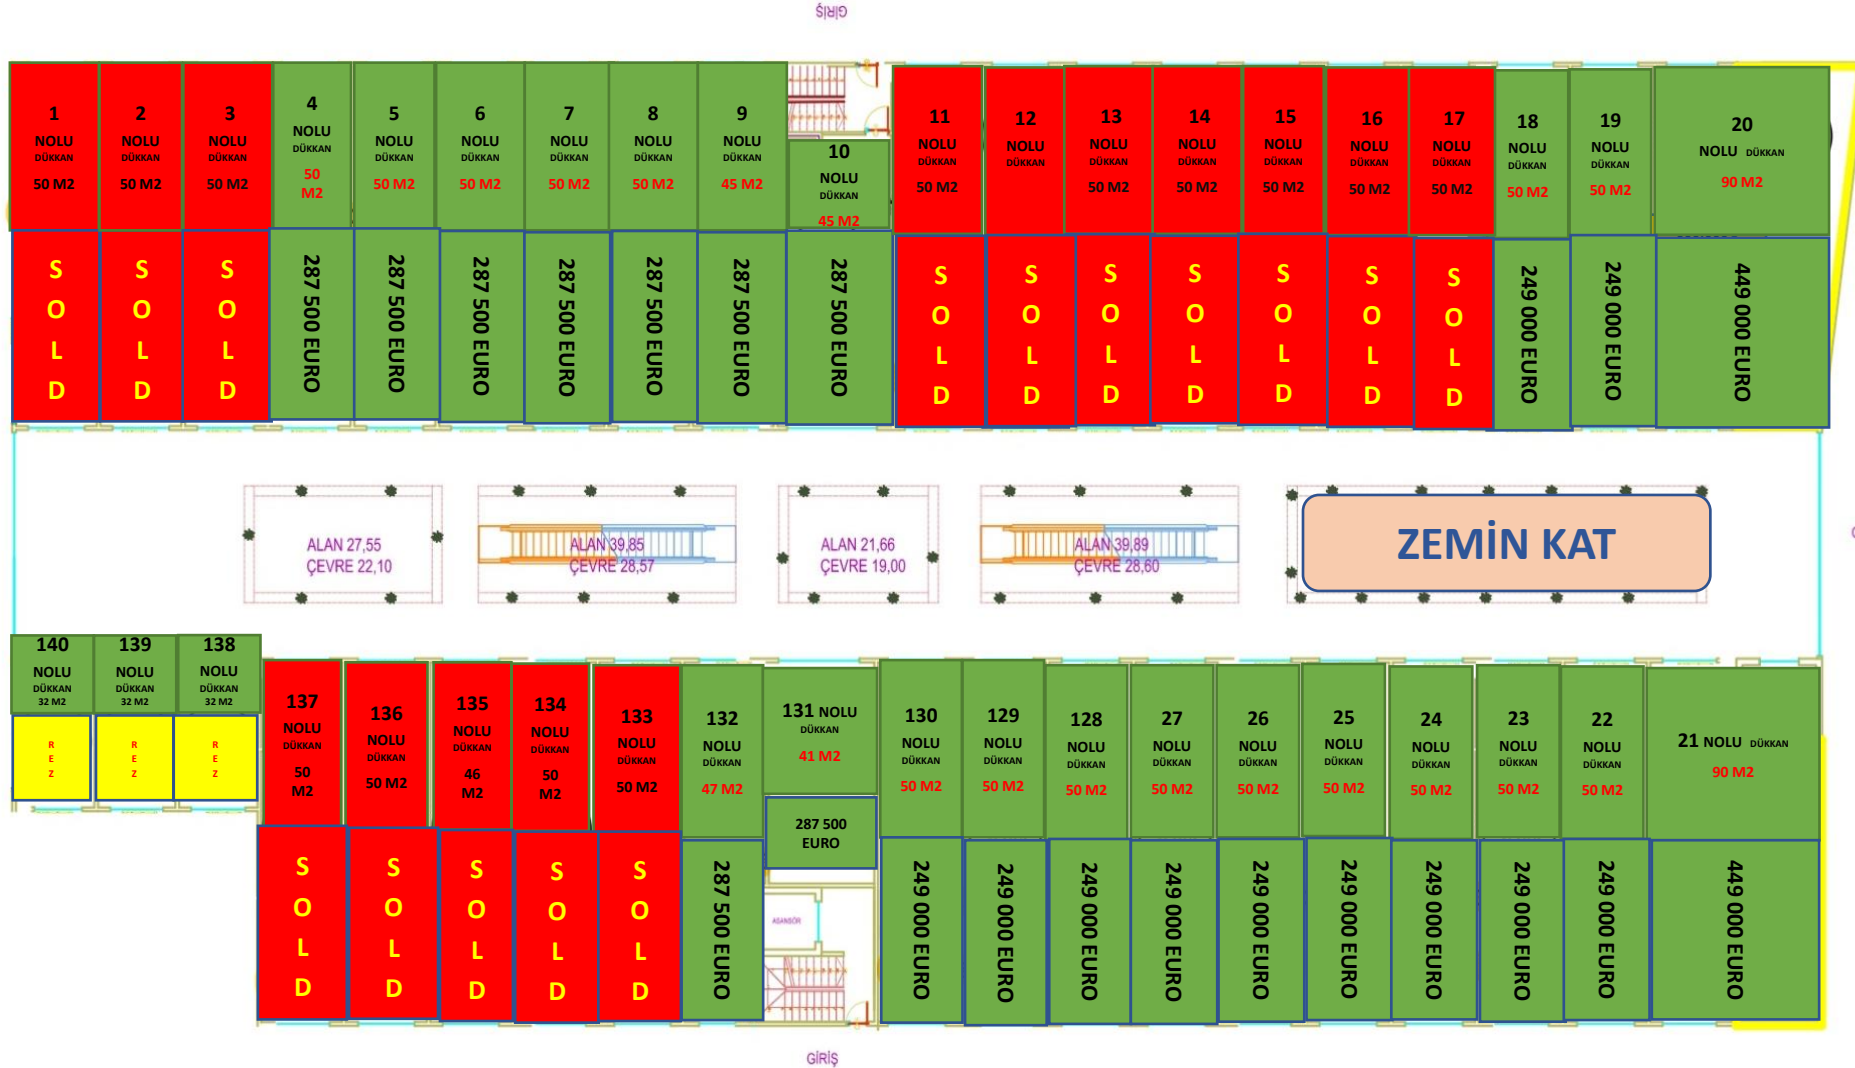 GİRİŞ
1
NOLU
DÜKKAN
50 M2
2
NOLU
DÜKKAN
50 M2
3
NOLU
DÜKKAN
50 M2
4
NOLU
DÜKKAN
50
M2
5
NOLU
DÜKKAN
50 M2
6
NOLU
DÜKKAN
50 M2
7
NOLU
DÜKKAN
50 M2
8
NOLU
DÜKKAN
50 M2
9
NOLU
DÜKKAN
45 M2
10
NOLU
DÜKKAN
45 M2
11
NOLU
DÜKKAN
50 M2
12
NOLU
DÜKKAN
13
NOLU
DÜKKAN
50 M2
14
NOLU
DÜKKAN
50 M2
15
NOLU
DÜKKAN
50 M2
16
NOLU
DÜKKAN
50 M2
17
NOLU
DÜKKAN
50 M2
18
NOLU
DÜKKAN
50 M2
19
NOLU
DÜKKAN
50 M2
20
NOLU DÜKKAN
90 M2
SOLD
SOLD
SOLD
287 500 EURO
287 500 EURO
287 500 EURO
287 500 EURO
287 500 EURO
287 500 EURO
287 500 EURO
SOLD
SOLD
SOLD
SOLD
SOLD
SOLD
SOLD
249 000 EURO
249 000 EURO
449 000 EURO
ALAN 27,55
ÇEVRE 22,10
ALAN 39,85
ÇEVRE 28,57
ALAN 21,66
ÇEVRE 19,00
ALAN 39,89
ÇEVRE 28,60
ZEMİN KAT
140
NOLU
DÜKKAN
32 M2
139
NOLU
DÜKKAN
32 M2
138
NOLU
DÜKKAN
32 M2
REZ
REZ
REZ
137
NOLU
DÜKKAN
50
M2
136
NOLU
DÜKKAN
50 M2
135
NOLU
DÜKKAN
46
M2
134
NOLU
DÜKKAN
50
M2
133
NOLU
DÜKKAN
50 M2
132
NOLU
DÜKKAN
47 M2
131 NOLU
DÜKKAN
41 M2
130
NOLU
DÜKKAN
50 M2
129
NOLU
DÜKKAN
50 M2
128
NOLU
DÜKKAN
50 M2
27
NOLU
DÜKKAN
50 M2
26
NOLU
DÜKKAN
50 M2
25
NOLU
DÜKKAN
50 M2
24
NOLU
DÜKKAN
50 M2
23
NOLU
DÜKKAN
50 M2
22
NOLU
DÜKKAN
50 M2
21 NOLU DÜKKAN
90 M2
SOLD
SOLD
SOLD
SOLD
SOLD
287 500 EURO
287 500
EURO
ASANSÖR
249 000 EURO
249 000 EURO
249 000 EURO
249 000 EURO
249 000 EURO
249 000 EURO
249 000 EURO
249 000 EURO
249 000 EURO
449 000 EURO
GİRİŞ